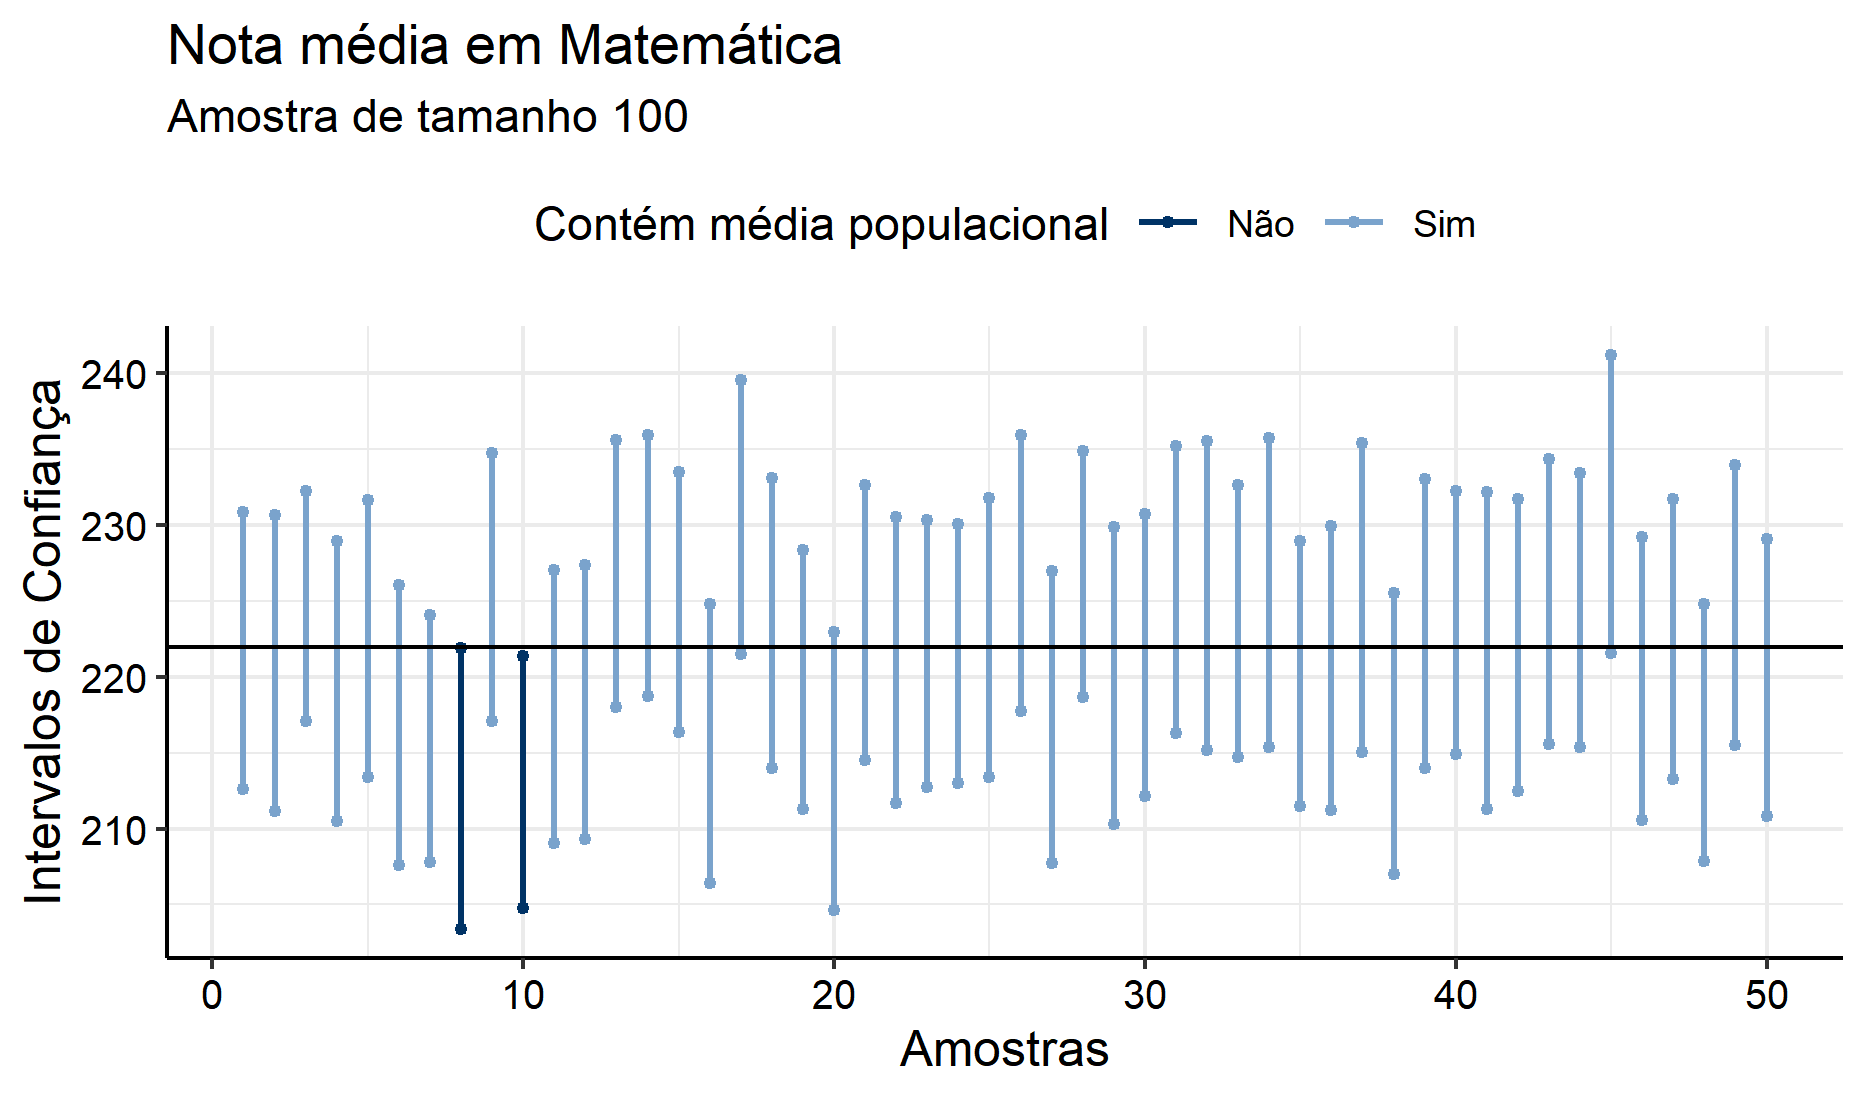 Nota média em Matemática
Amostra de tamanho 100
Contém média populacional Não Sim
Intervalos de Confiança
240
230
220
210
0 10 20 30 40 50
Amostras